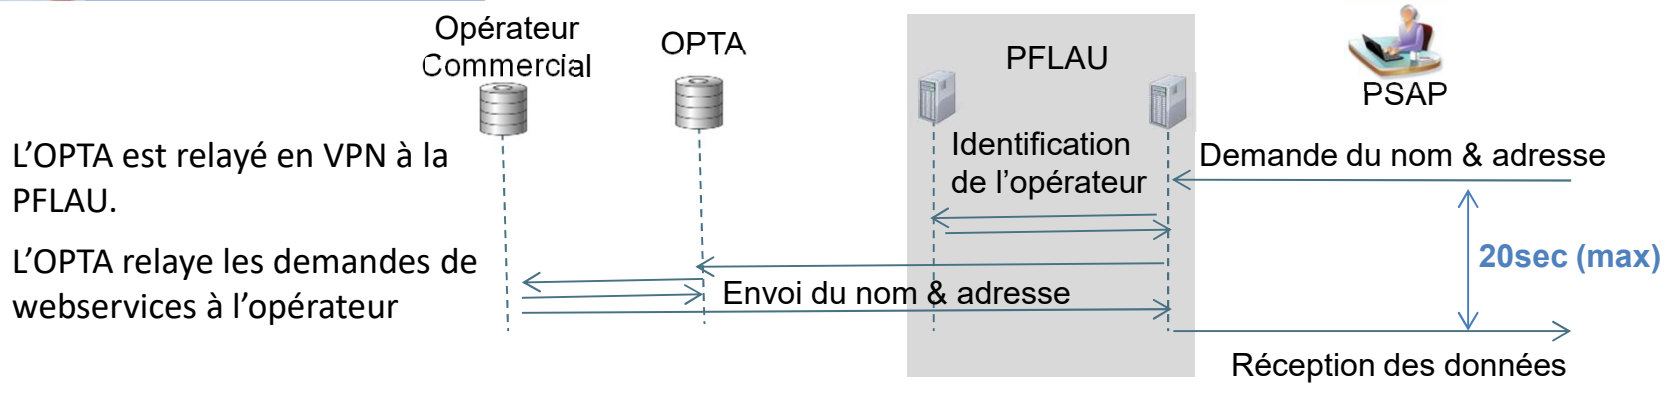 Opérateur
Commercial
OPTA
PFLAU
PSAP
L'OPTA est relayé en VPN à la
PFLAU.
L'OPTA relaye les demandes de
webservices à l'opérateur
Identification
de l'opérateur
Demande du nom & adresse
20sec (max)
Envoi du nom & adresse
Réception des données